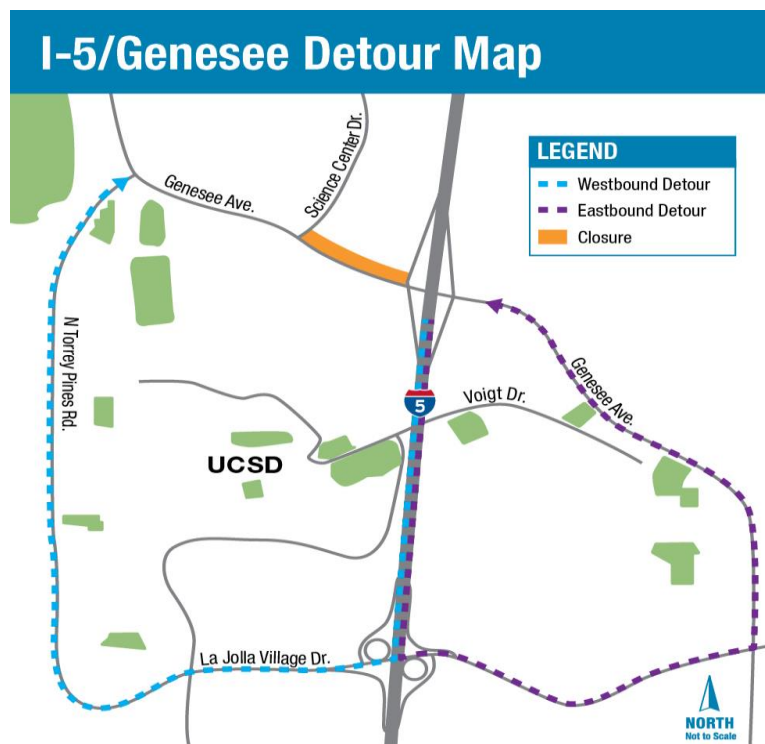 I-5/Genesee Detour Map
Science Center Dr.
Genesee Ave.
LEGEND
Westbound Detour
Eastbound Detour
Closure
N Torrey Pines Rd.
Genesee Ave.
Voigt Dr.
5
UCSD
La Jolla Village Dr.
NORTH
Not to Scale